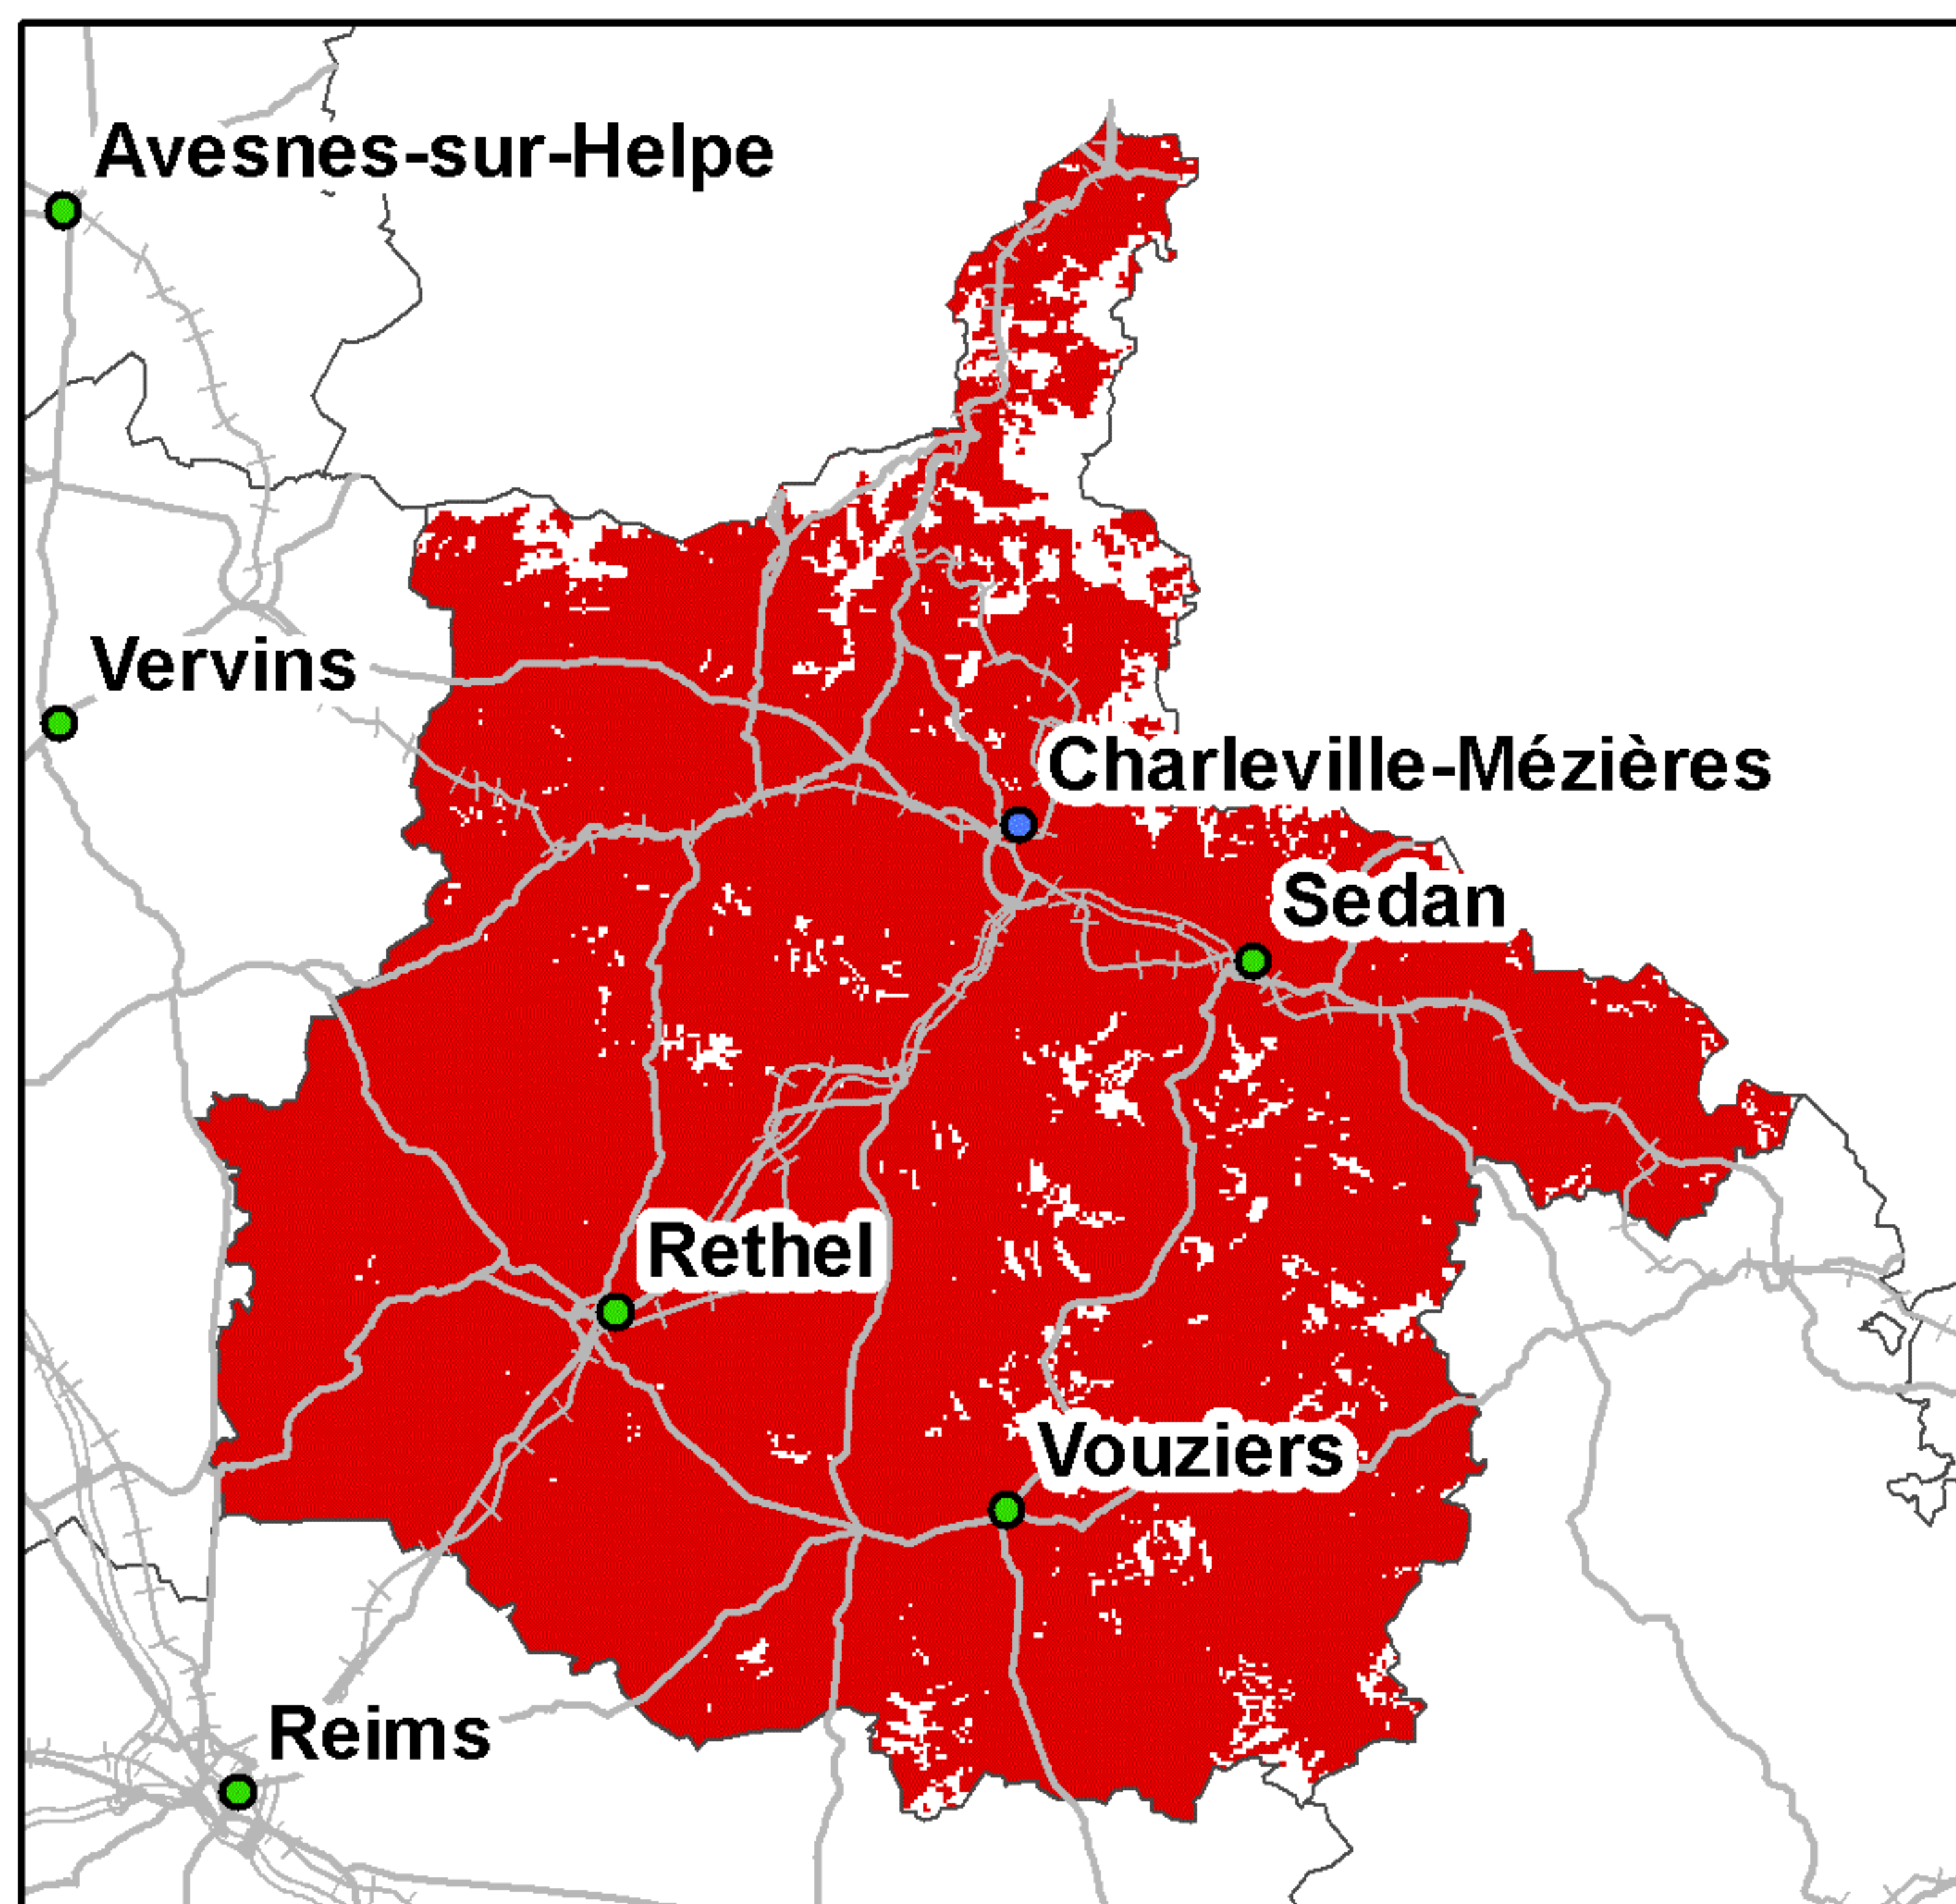 Avesnes-sur-Helpe
Vervins
Charleville-Mézières
Sedan
Rethel
Vouziers
Reims